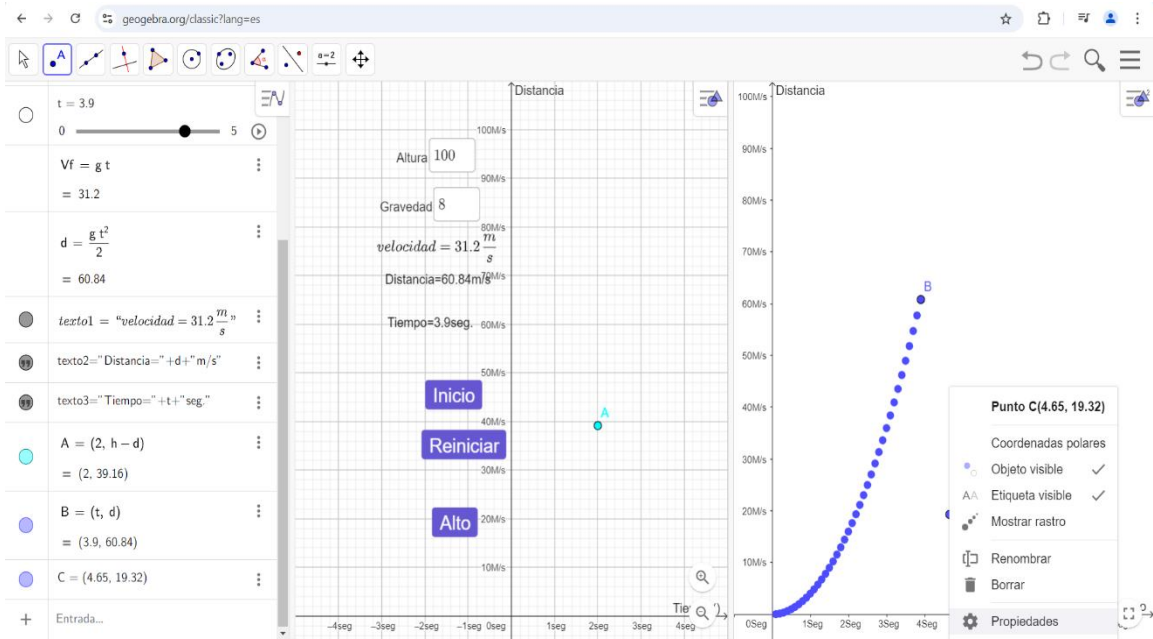 geogebra.org/classic?lang=es
A
a=2
t = 3.9
0
5
Vf = g t
= 31.2
d = g t² / 2
= 60.84
texto1 = "velocidad = 31.2 m/s"
texto2="Distancia="+d+"m/s"
texto3="Tiempo="+t+"seg."
A = (2, h – d)
= (2, 39.16)
B = (t, d)
= (3.9, 60.84)
C = (4.65, 19.32)
+ Entrada...
Distancia
100M/s
Altura 100
90M/s
Gravedad 8
80M/s
velocidad = 31.2 m/s
70M/s
Distancia=60.84m/s
Tiempo=3.9seg.
60M/s
50M/s
Inicio
A
40M/s
Reiniciar
30M/s
Alto
20M/s
10M/s
-4seg -3seg -2seg -1seg 0seg 1seg 2seg 3seg 4seg
2
Distancia
100M/s
90M/s
80M/s
70M/s
B
60M/s
50M/s
40M/s
30M/s
20M/s
10M/s
0Seg 1Seg 2Seg 3Seg 4Seg
Punto C(4.65, 19.32)
Coordenadas polares
Objeto visible
AA Etiqueta visible
Mostrar rastro
Renombrar
Borrar
Propiedades